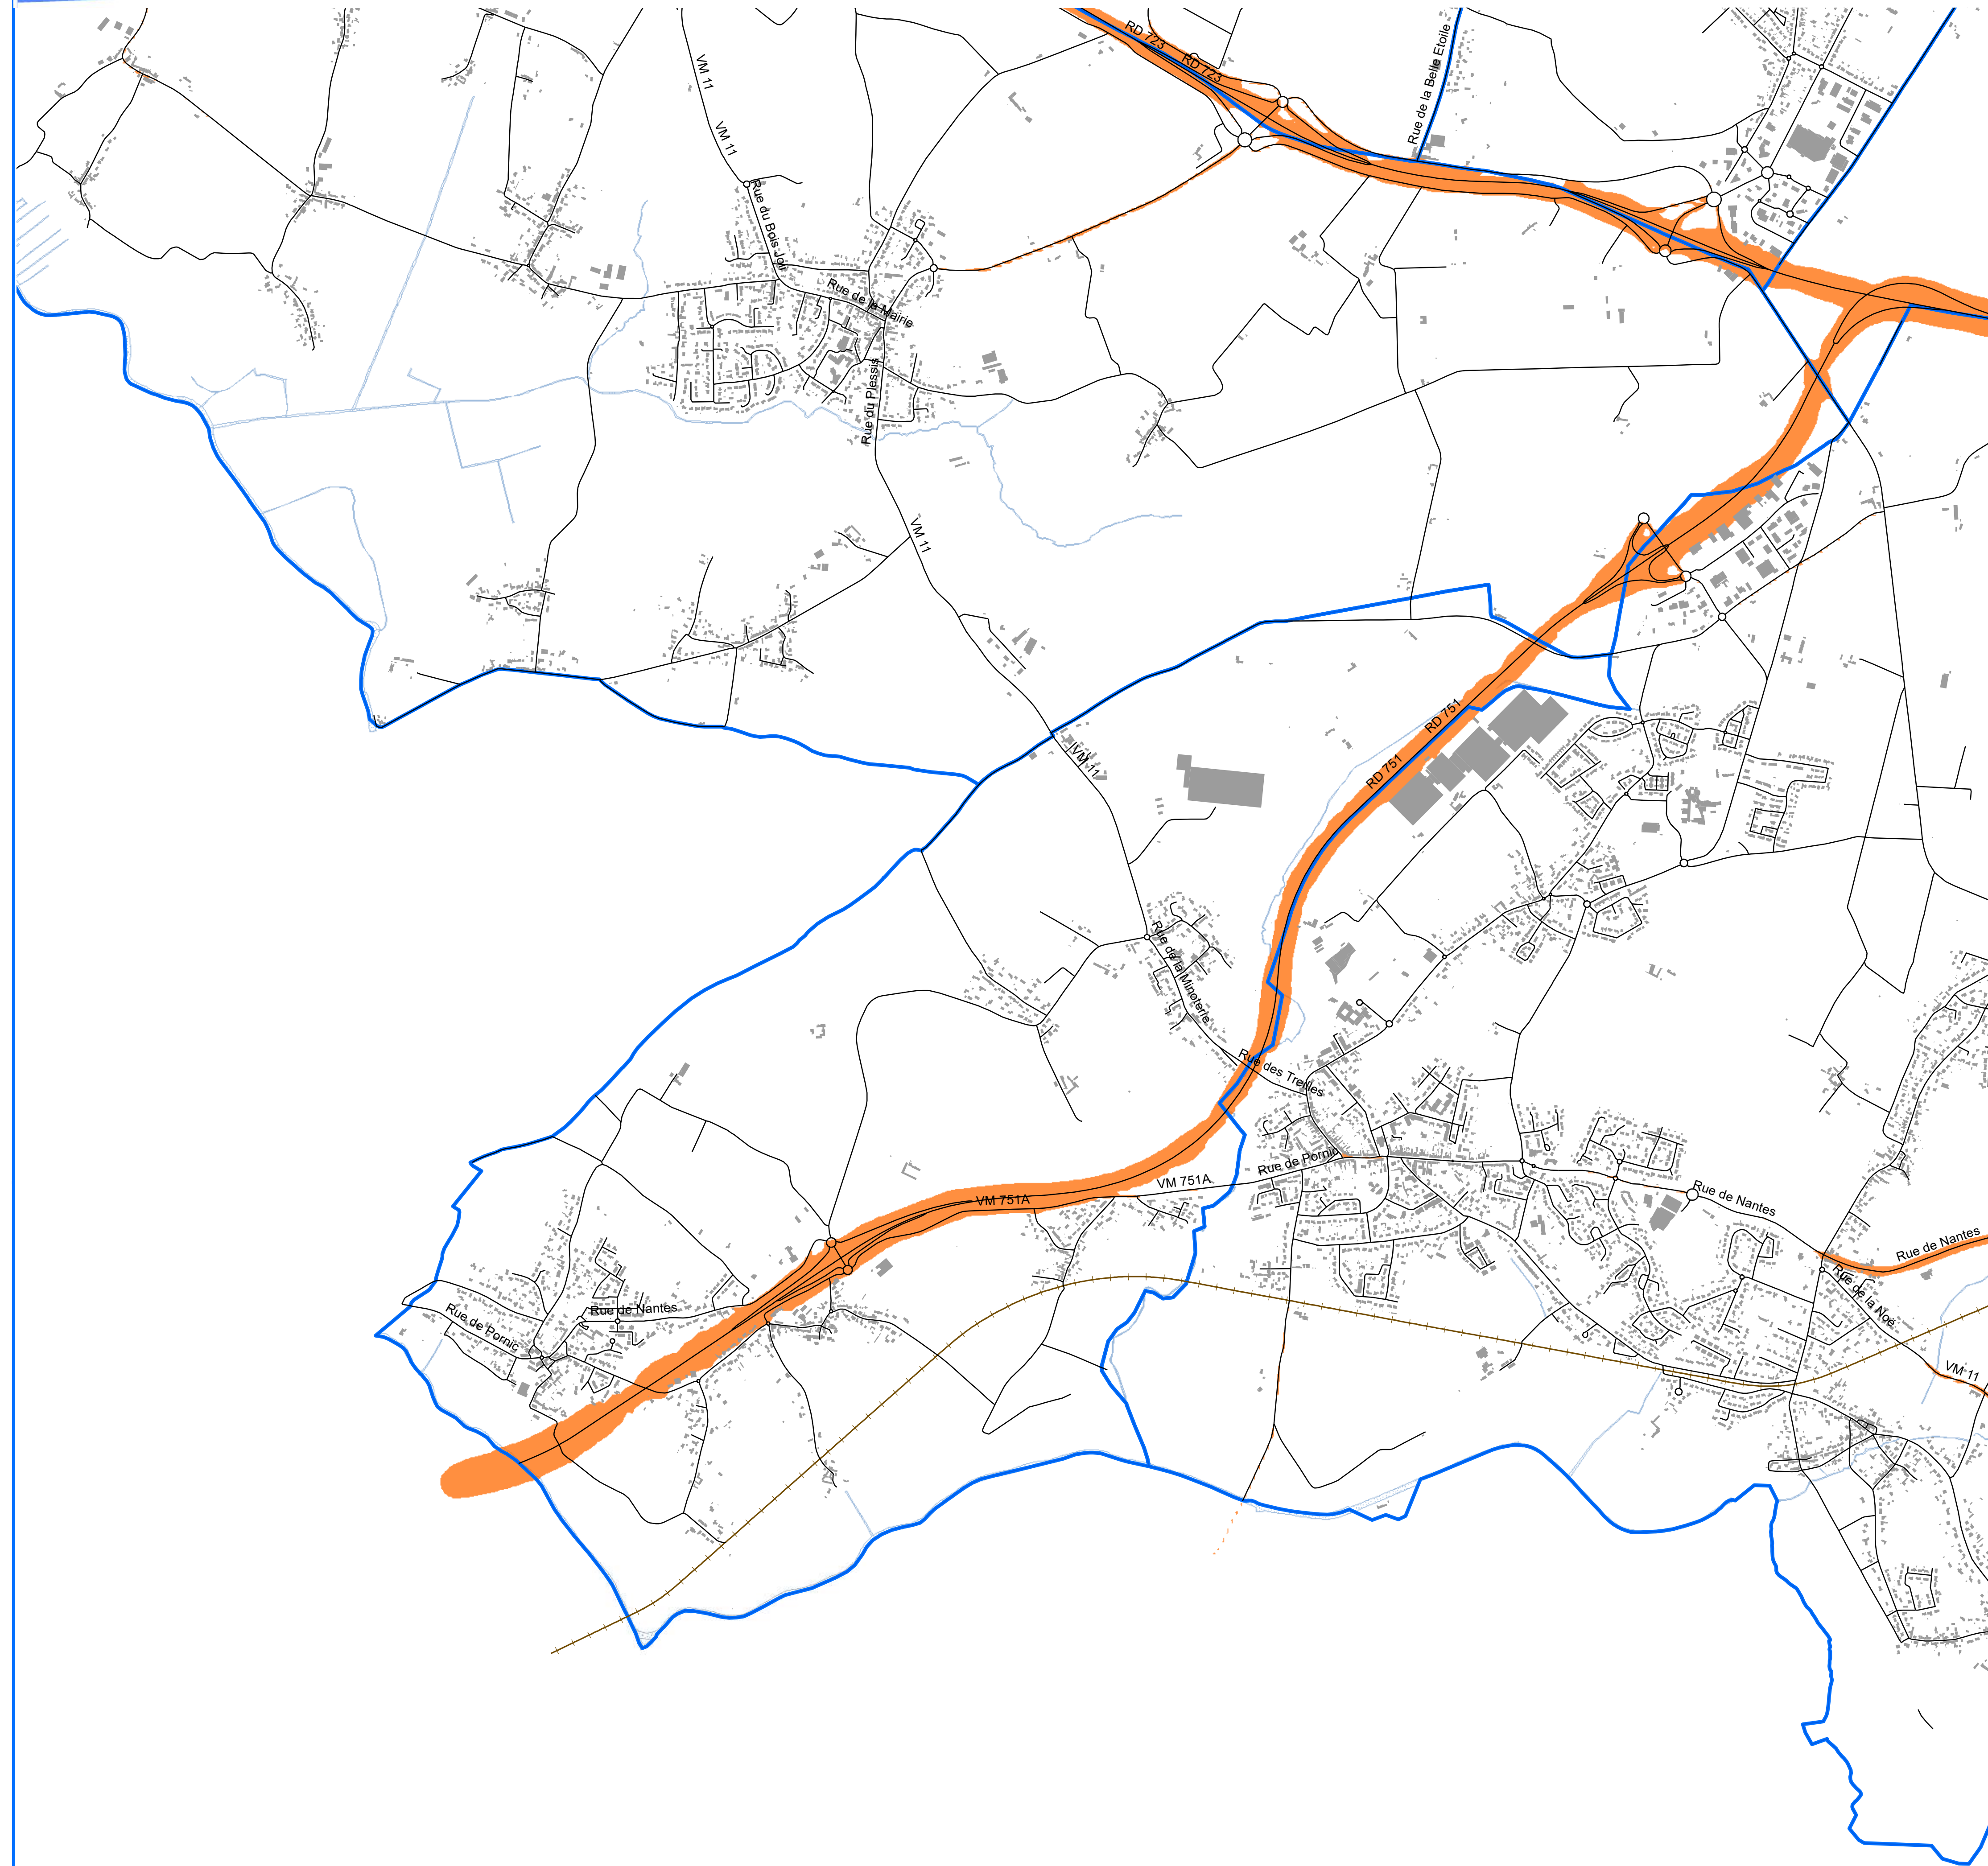 RD 723
RD 723
Rue de la Belle Etoile
VM 11
VM 11
Rue du Bois Joli
Rue de la Mairie
Rue du Plessis
VM 11
RD 751
RD 751
VM 11
Rue de la Minoterie
Rue des Treilles
Rue de Pornic
VM 751A
VM 751A
Rue de Nantes
Rue de Nantes
Rue de la Noë
Rue de Nantes
Rue de Pornic
VM 11